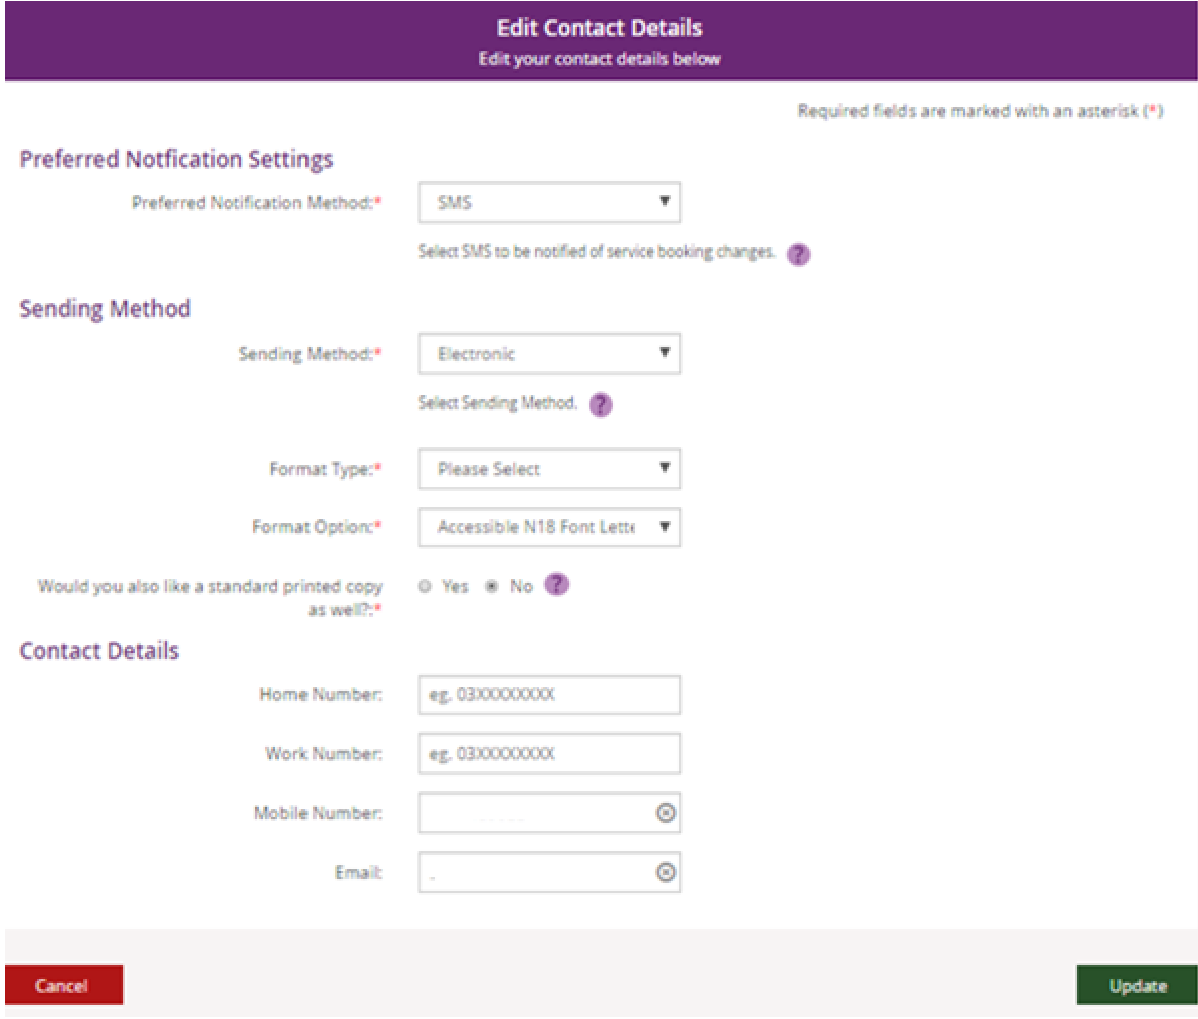 Edit Contact Details
Edit your contact details below
Required fields are marked with an asterisk (*)
Preferred Notfication Settings
Preferred Notification Method:* SMS
Select SMS to be notified of service booking changes. ?
Sending Method
Sending Method:* Electronic
Select Sending Method. ?
Format Type:* Please Select
Format Option:* Accessible N18 Font Lette
Would you also like a standard printed copy Yes No ?
as well?:*
Contact Details
Home Number: eg. 03XXXXXXXX
Work Number: eg. 03XXXXXXXX
Mobile Number:
Email:
Cancel Update